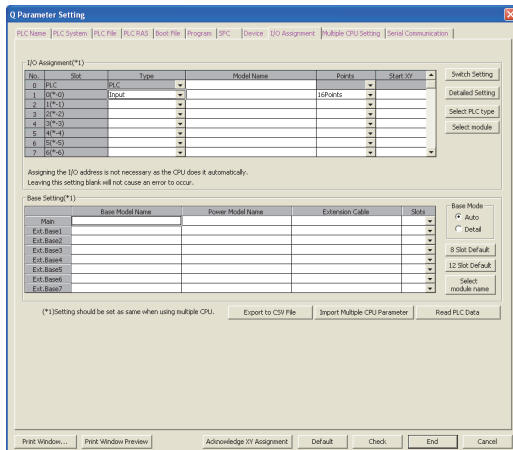 Q Parameter Setting
PLC Name PLC System PLC File PLC RAS Boot File Program SFC Device I/O Assignment Multiple CPU Setting Serial Communication
I/O Assignment(*1)
No. Slot Type Model Name Points Start XY
0 PLC PLC
1 0(*-0) Input 16Points
2 1(*-1)
3 2(*-2)
4 3(*-3)
5 4(*-4)
6 5(*-5)
7 6(*-6)
Switch Setting
Detailed Setting
Select PLC type
Select module
Assigning the I/O address is not necessary as the CPU does it automatically.
Leaving this setting blank will not cause an error to occur.
Base Setting(*1)
Base Model Name Power Model Name Extension Cable Slots
Main
Ext.Base1
Ext.Base2
Ext.Base3
Ext.Base4
Ext.Base5
Ext.Base6
Ext.Base7
Base Mode
Auto
Detail
8 Slot Default
12 Slot Default
Select
module name
(*1)Setting should be set as same when using multiple CPU. Export to CSV File Import Multiple CPU Parameter Read PLC Data
Print Window... Print Window Preview Acknowledge XY Assignment Default Check End Cancel